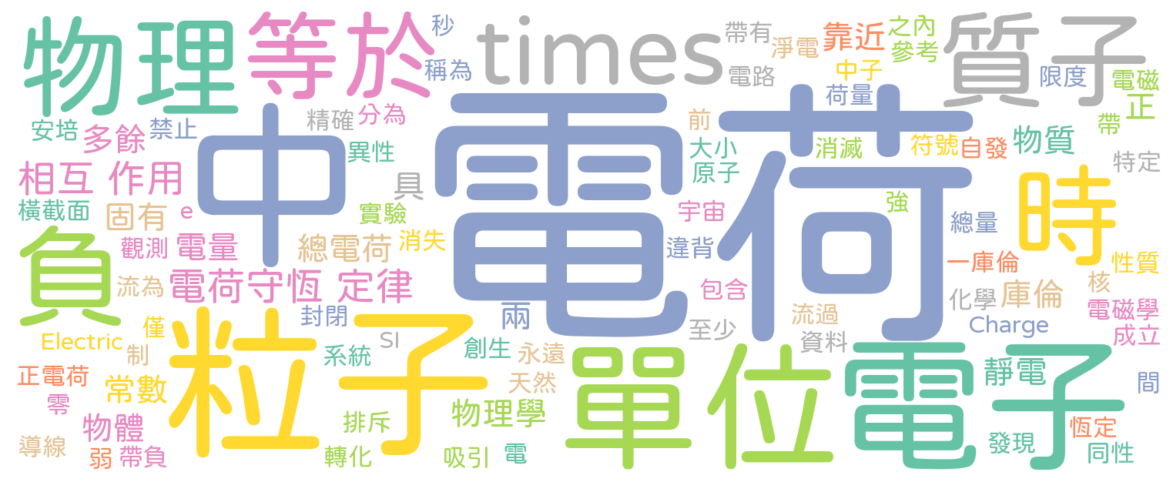 物理
等於
秒
稱為
times
帶有
淨電
電路
靠近
之內
參考
中子
荷量
質子
限度
電磁
正
帶
安培
多餘
禁止
精確
分為
異性
中
電荷
前
大小
原子
消滅
符號
自發
物質
特定
相互 作用
具
橫截面
固有
e
實驗
宇宙
強
總量
時
負
觀測
電量
總電荷
消失
違背
一庫倫
性質
流為
電荷守恆 定律
包含
化學
庫倫
核
電磁學
封閉
兩
至少
流過
資料
Charge
成立
Electric
僅
制
粒子
系統
SI
創生
永遠
單位
電子
靜電
正電荷
常數
天然
間
零
物體
排斥
物理學
恆定
導線
弱
帶負
轉化
吸引
電
發現
同性